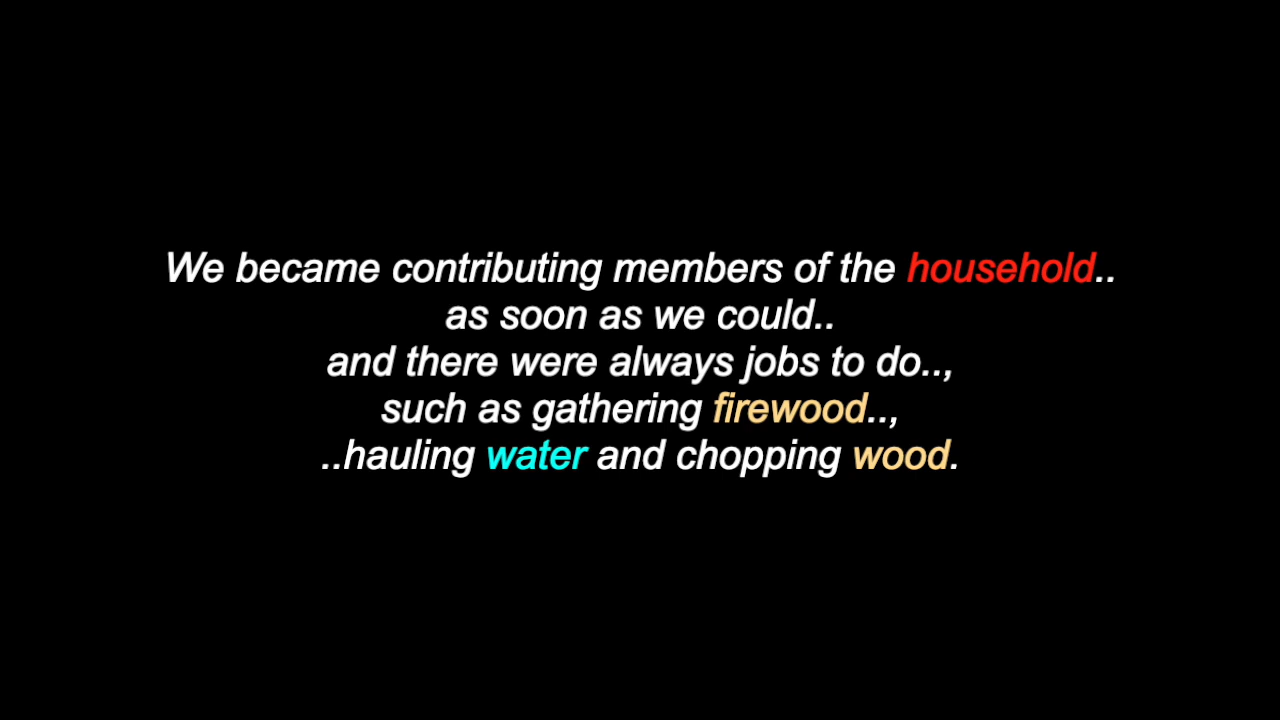 We became contributing members of the household..
as soon as we could..
and there were always jobs to do..,
such as gathering firewood..,
..hauling water and chopping wood.